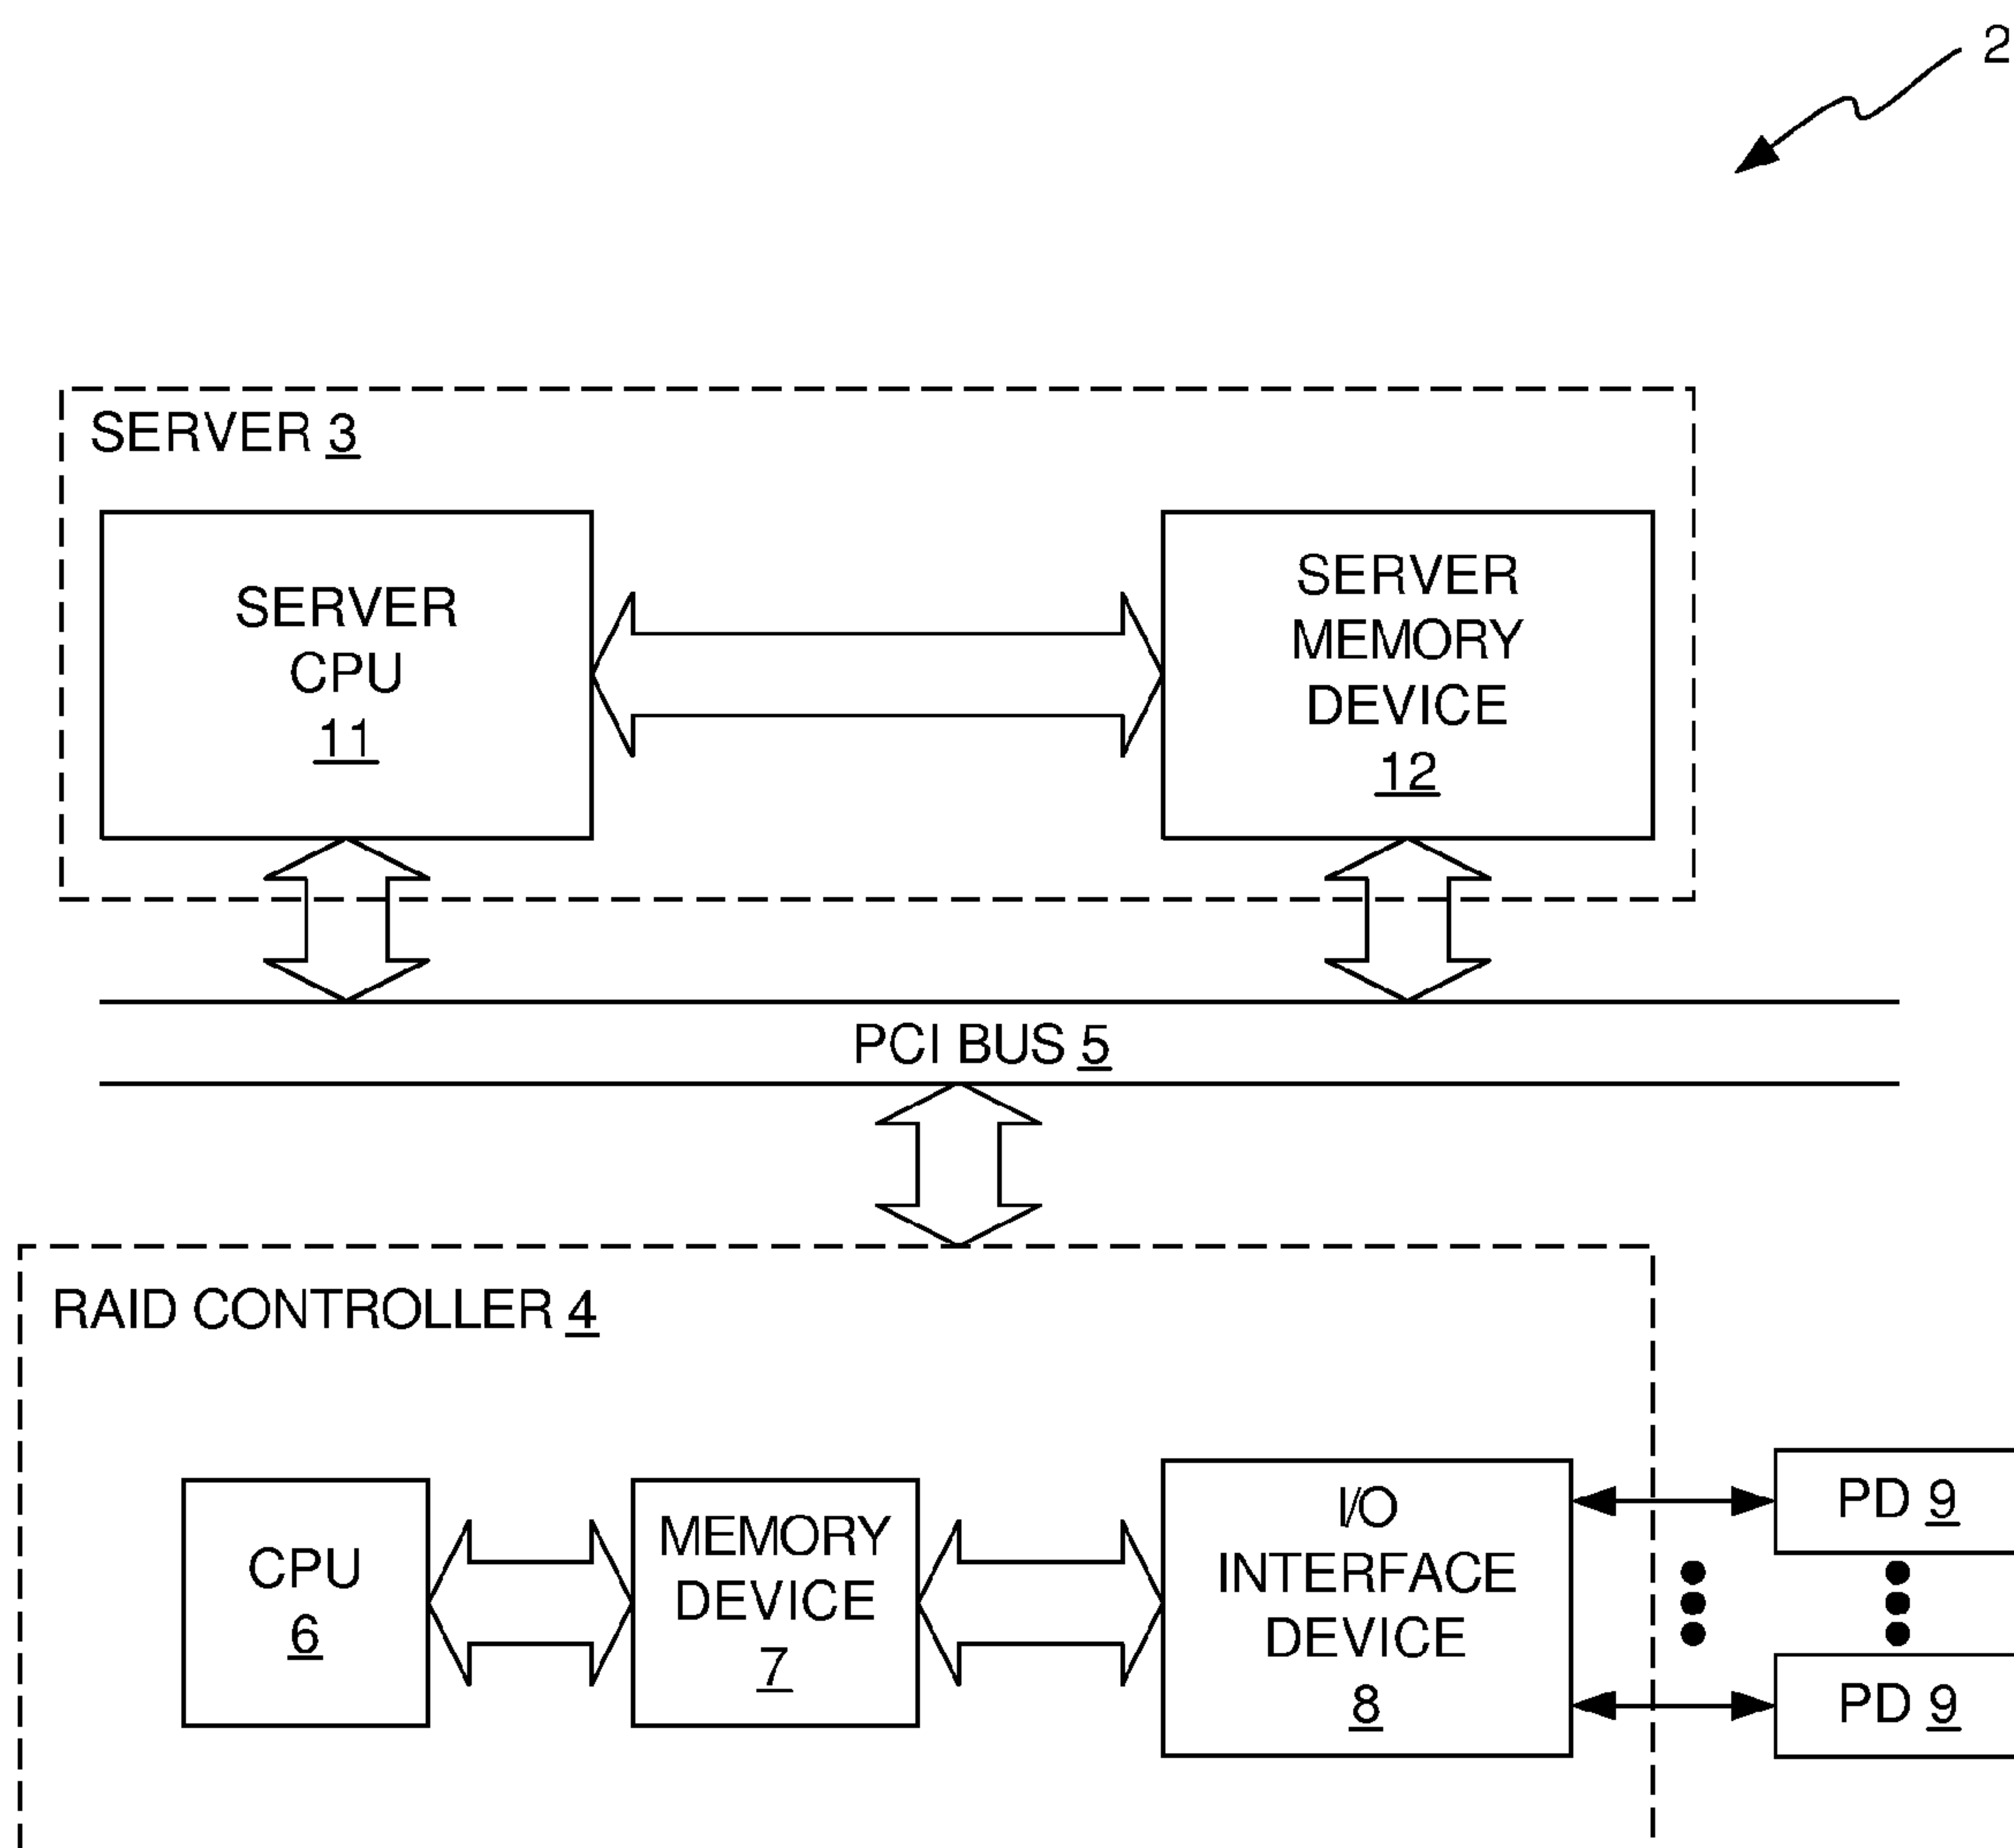 2
SERVER 3
SERVER
CPU
11
SERVER
MEMORY
DEVICE
12
PCI BUS 5
RAID CONTROLLER 4
CPU
6
MEMORY
DEVICE
7
I/O
INTERFACE
DEVICE
8
PD 9
PD 9